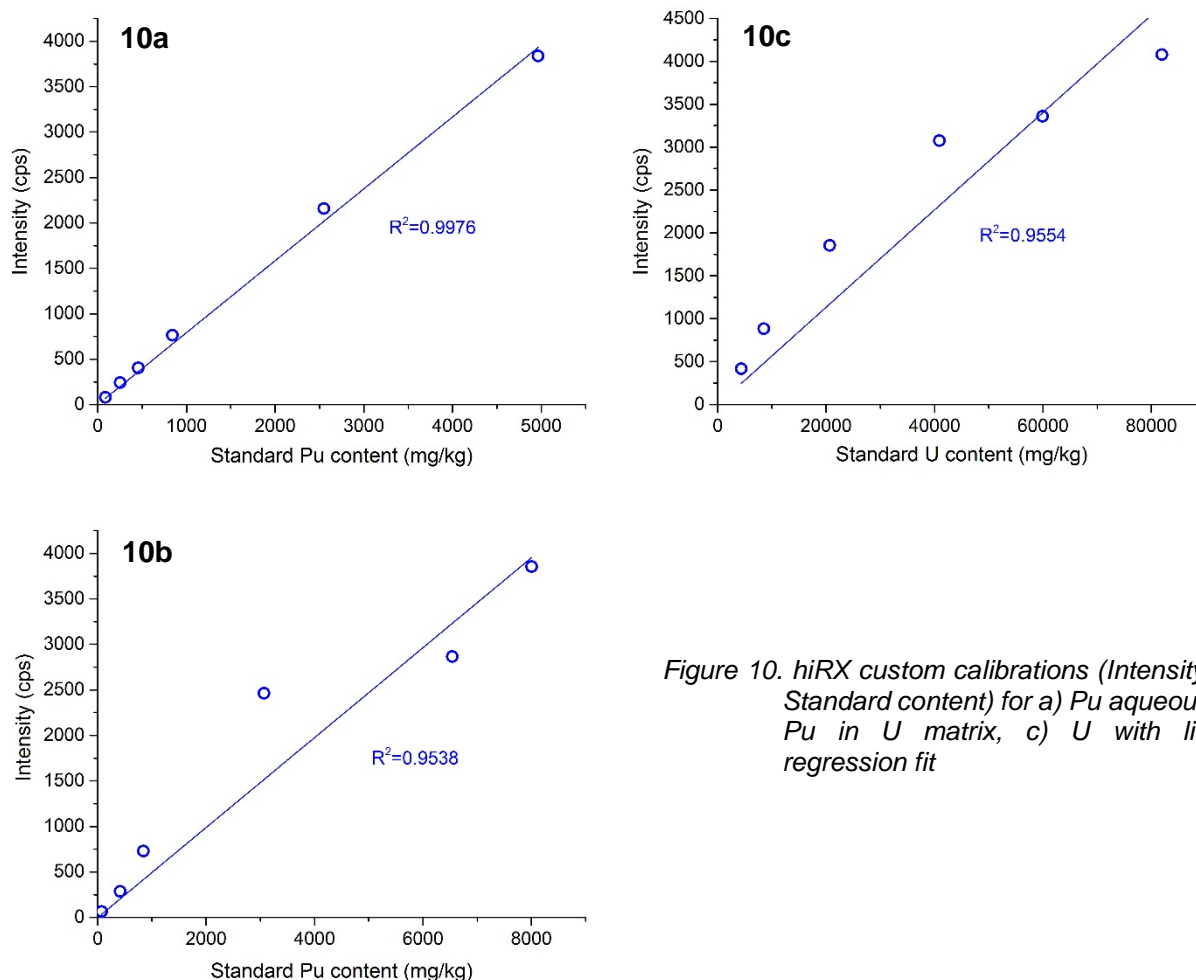 10a
4000
3500
3000
2500
2000
1500
1000
500
0
Intensity (cps)
R²=0.9976
0 1000 2000 3000 4000 5000
Standard Pu content (mg/kg)
10c
4500
4000
3500
3000
2500
2000
1500
1000
500
0
Intensity (cps)
R²=0.9554
0 20000 40000 60000 80000
Standard U content (mg/kg)
10b
4000
3500
3000
2500
2000
1500
1000
500
0
Intensity (cps)
R²=0.9538
0 2000 4000 6000 8000
Standard Pu content (mg/kg)
Figure 10. hiRX custom calibrations (Intensity
Standard content) for a) Pu aqueou
Pu in U matrix, c) U with li
regression fit